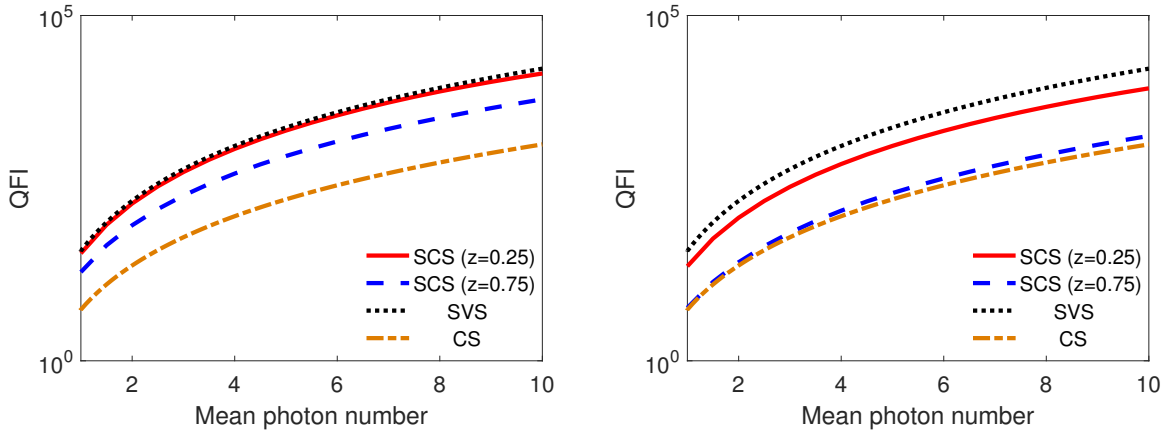 10^5
QFI
SCS (z=0.25)
SCS (z=0.75)
SVS
CS
10^0
2 4 6 8 10
Mean photon number
10^5
QFI
SCS (z=0.25)
SCS (z=0.75)
SVS
CS
10^0
2 4 6 8 10
Mean photon number